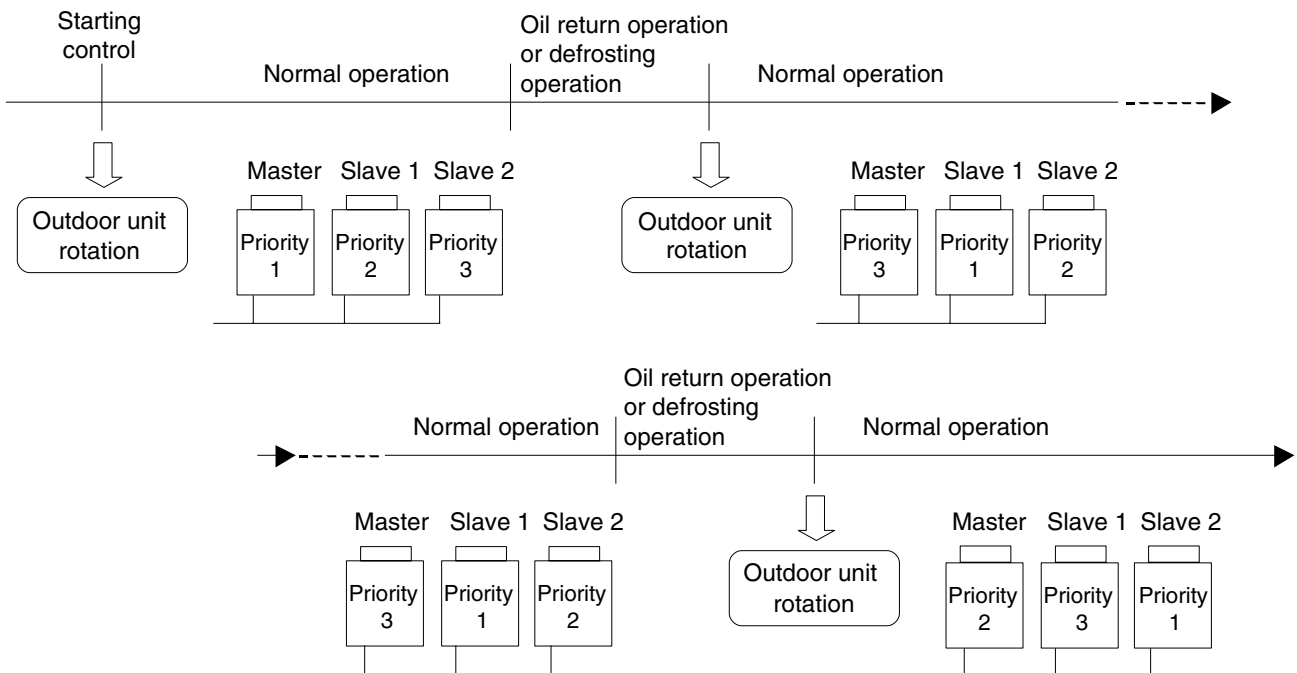 Starting
control
Normal operation
Oil return operation
or defrosting
operation
Normal operation
Outdoor unit
rotation
Master Slave 1 Slave 2
Priority
1
Priority
2
Priority
3
Outdoor unit
rotation
Master Slave 1 Slave 2
Priority
3
Priority
1
Priority
2
Normal operation
Oil return operation
or defrosting
operation
Normal operation
Master Slave 1 Slave 2
Priority
3
Priority
1
Priority
2
Outdoor unit
rotation
Master Slave 1 Slave 2
Priority
2
Priority
3
Priority
1